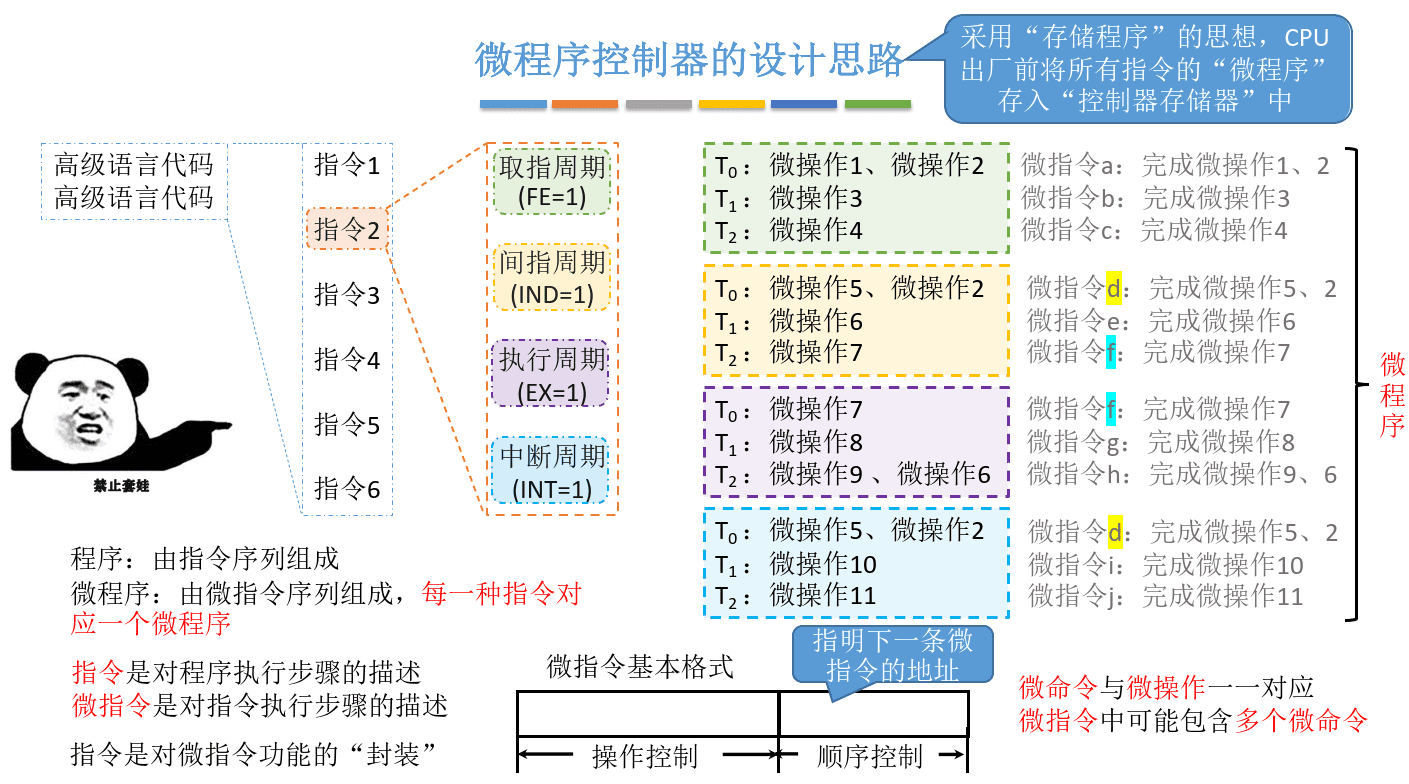 微程序控制器的设计思路
采用“存储程序”的思想，CPU
出厂前将所有指令的“微程序”
存入“控制器存储器”中
高级语言代码
高级语言代码
指令1
指令2
指令3
指令4
指令5
指令6
取指周期
(FE=1)
间指周期
(IND=1)
执行周期
(EX=1)
中断周期
(INT=1)
T0：微操作1、微操作2
T1：微操作3
T2：微操作4
T0：微操作5、微操作2
T1：微操作6
T2：微操作7
T0：微操作7
T1：微操作8
T2：微操作9 、微操作6
T0：微操作5、微操作2
T1：微操作10
T2：微操作11
微指令a：完成微操作1、2
微指令b：完成微操作3
微指令c：完成微操作4
微指令d：完成微操作5、2
微指令e：完成微操作6
微指令f：完成微操作7
微指令f：完成微操作7
微指令g：完成微操作8
微指令h：完成微操作9、6
微指令d：完成微操作5、2
微指令i：完成微操作10
微指令j：完成微操作11
微程序
禁止套娃
程序：由指令序列组成
微程序：由微指令序列组成，每一种指令对
应一个微程序
指令是对程序执行步骤的描述
微指令是对指令执行步骤的描述
指令是对微指令功能的“封装”
微指令基本格式
指明下一条微
指令的地址
操作控制
顺序控制
微命令与微操作一一对应
微指令中可能包含多个微命令